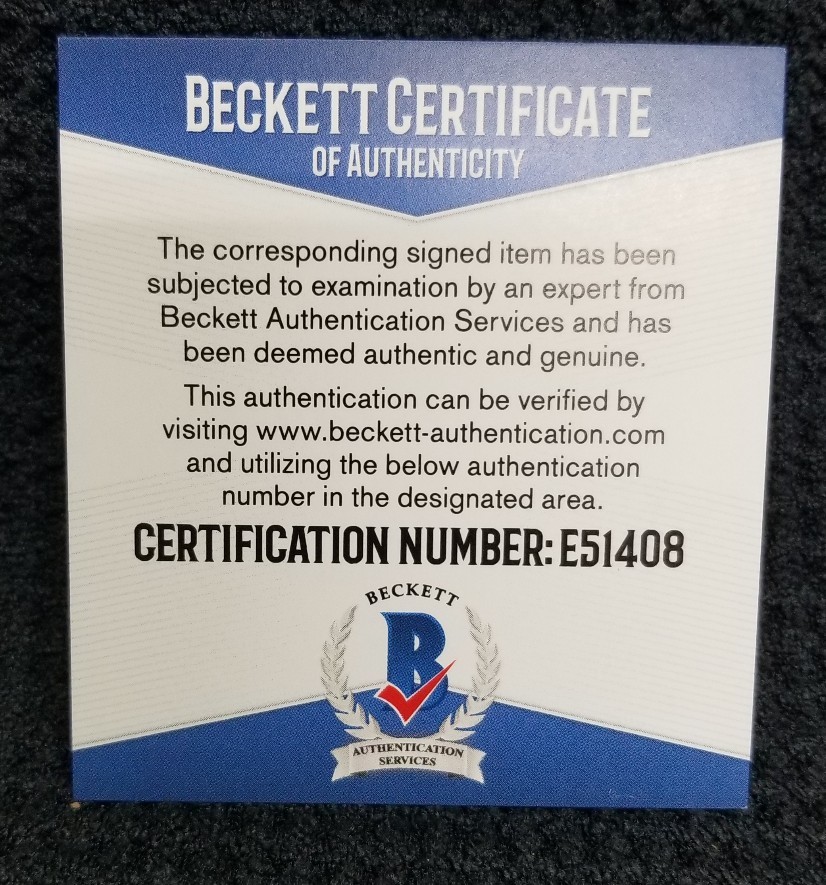 BECKETT CERTIFICATE
OF AUTHENTICITY
The corresponding signed item has been
subjected to examination by an expert from
Beckett Authentication Services and has
been deemed authentic and genuine.
This authentication can be verified by
visiting www.beckett-authentication.com
and utilizing the below authentication
number in the designated area.
CERTIFICATION NUMBER: E51408
BECKETT
B
AUTHENTICATION
SERVICES